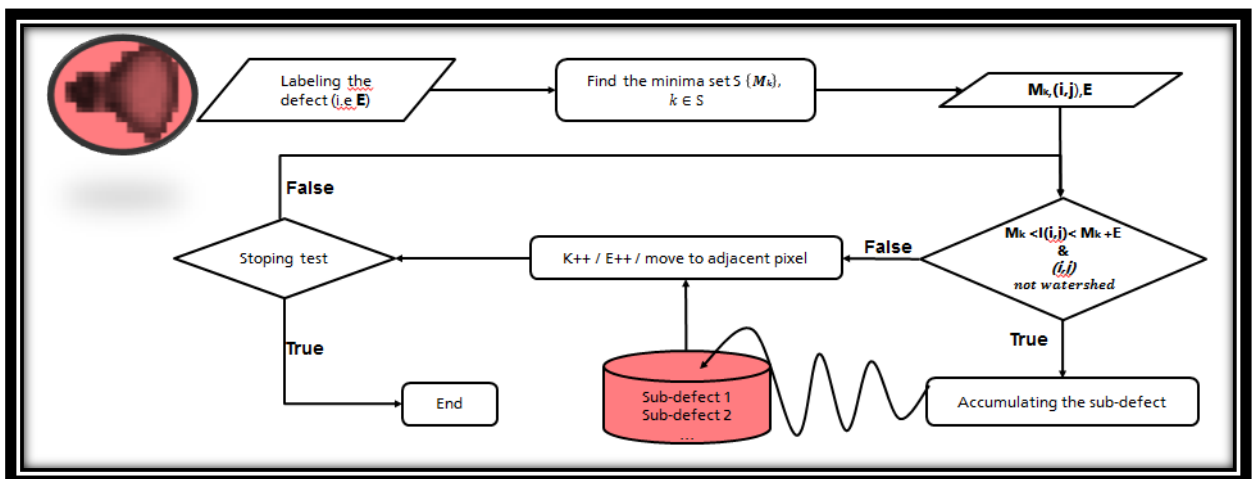 Labeling the
defect (i,e E)
Find the minima set S {Mk},
k ∈ S
Mk,(i,j),E
False
Stoping test
K++ / E++ / move to adjacent pixel
False
Mk <I(i,j)< Mk +E
&
(i,j)
not watershed
True
True
End
Sub-defect 1
Sub-defect 2
...
Accumulating the sub-defect